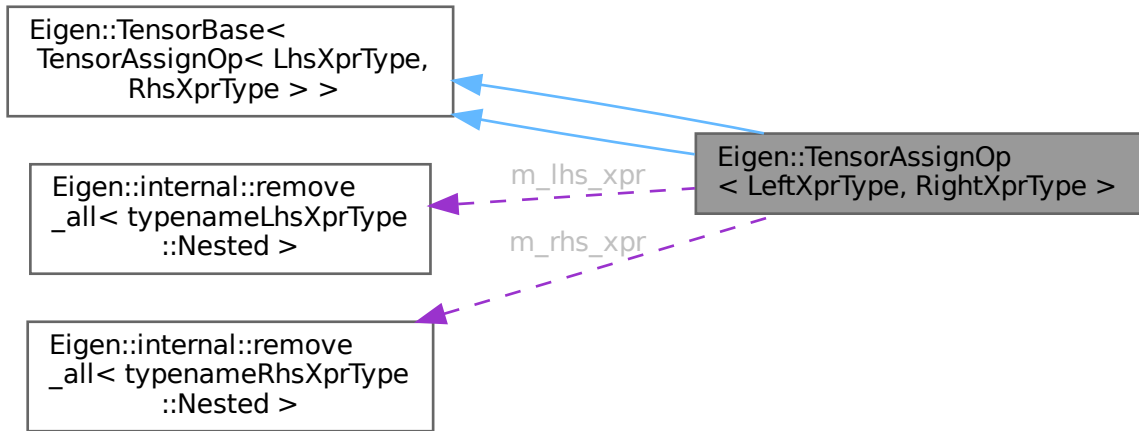 Eigen::TensorBase<
TensorAssignOp< LhsXprType,
RhsXprType > >
Eigen::TensorAssignOp
< LeftXprType, RightXprType >
m_lhs_xpr
Eigen::internal::remove
_all< typenameLhsXprType
::Nested >
m_rhs_xpr
Eigen::internal::remove
_all< typenameRhsXprType
::Nested >